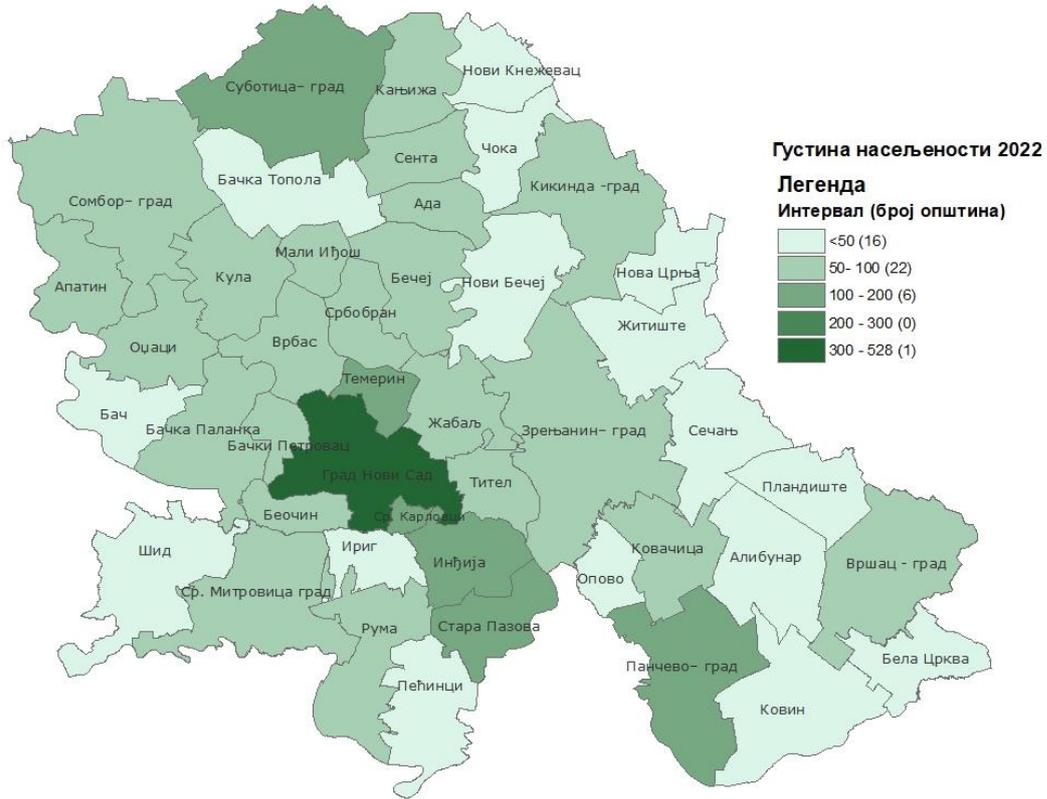 Густина насељености 2022
Легенда
Интервал (број општина)
<50 (16)
50- 100 (22)
100 - 200 (6)
200 - 300 (0)
300 - 528 (1)
Суботица- град
Кањижа
Нови Кнежевац
Чока
Сента
Бачка Топола
Кикинда -град
Сомбор- град
Ада
Мали Иђош
Кула
Бечеј
Нови Бечеј
Нова Црња
Апатин
Србобран
Житиште
Врбас
Оџаци
Темерин
Бач
Бачка Паланка
Жабаљ
Зрењанин- град
Сечањ
Бачки Петровац
Град Нови Сад
Тител
Пландиште
Беочин
Ср. Карловци
Шид
Ириг
Ковачица
Алибунар
Инђија
Вршац - град
Опово
Ср. Митровица град
Рума
Стара Пазова
Бела Црква
Панчево- град
Пећинци
Ковин